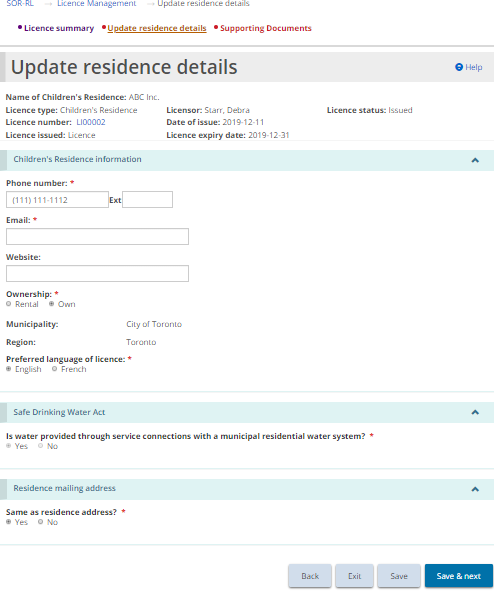 SOR-RL → Licence Management → Update residence details
• Licence summary • Update residence details • Supporting Documents
Update residence details
Help
Name of Children's Residence: ABC Inc.
Licence type: Children's Residence Licensor: Starr, Debra Licence status: Issued
Licence number: LI00002 Date of issue: 2019-12-11
Licence issued: Licence Licence expiry date: 2019-12-31
Children's Residence information
Phone number: *
(111) 111-1112 Ext
Email: *
Website:
Ownership: *
Rental Own
Municipality: City of Toronto
Region: Toronto
Preferred language of licence: *
English French
Safe Drinking Water Act
Is water provided through service connections with a municipal residential water system? *
Yes No
Residence mailing address
Same as residence address? *
Yes No
Back Exit Save Save & next